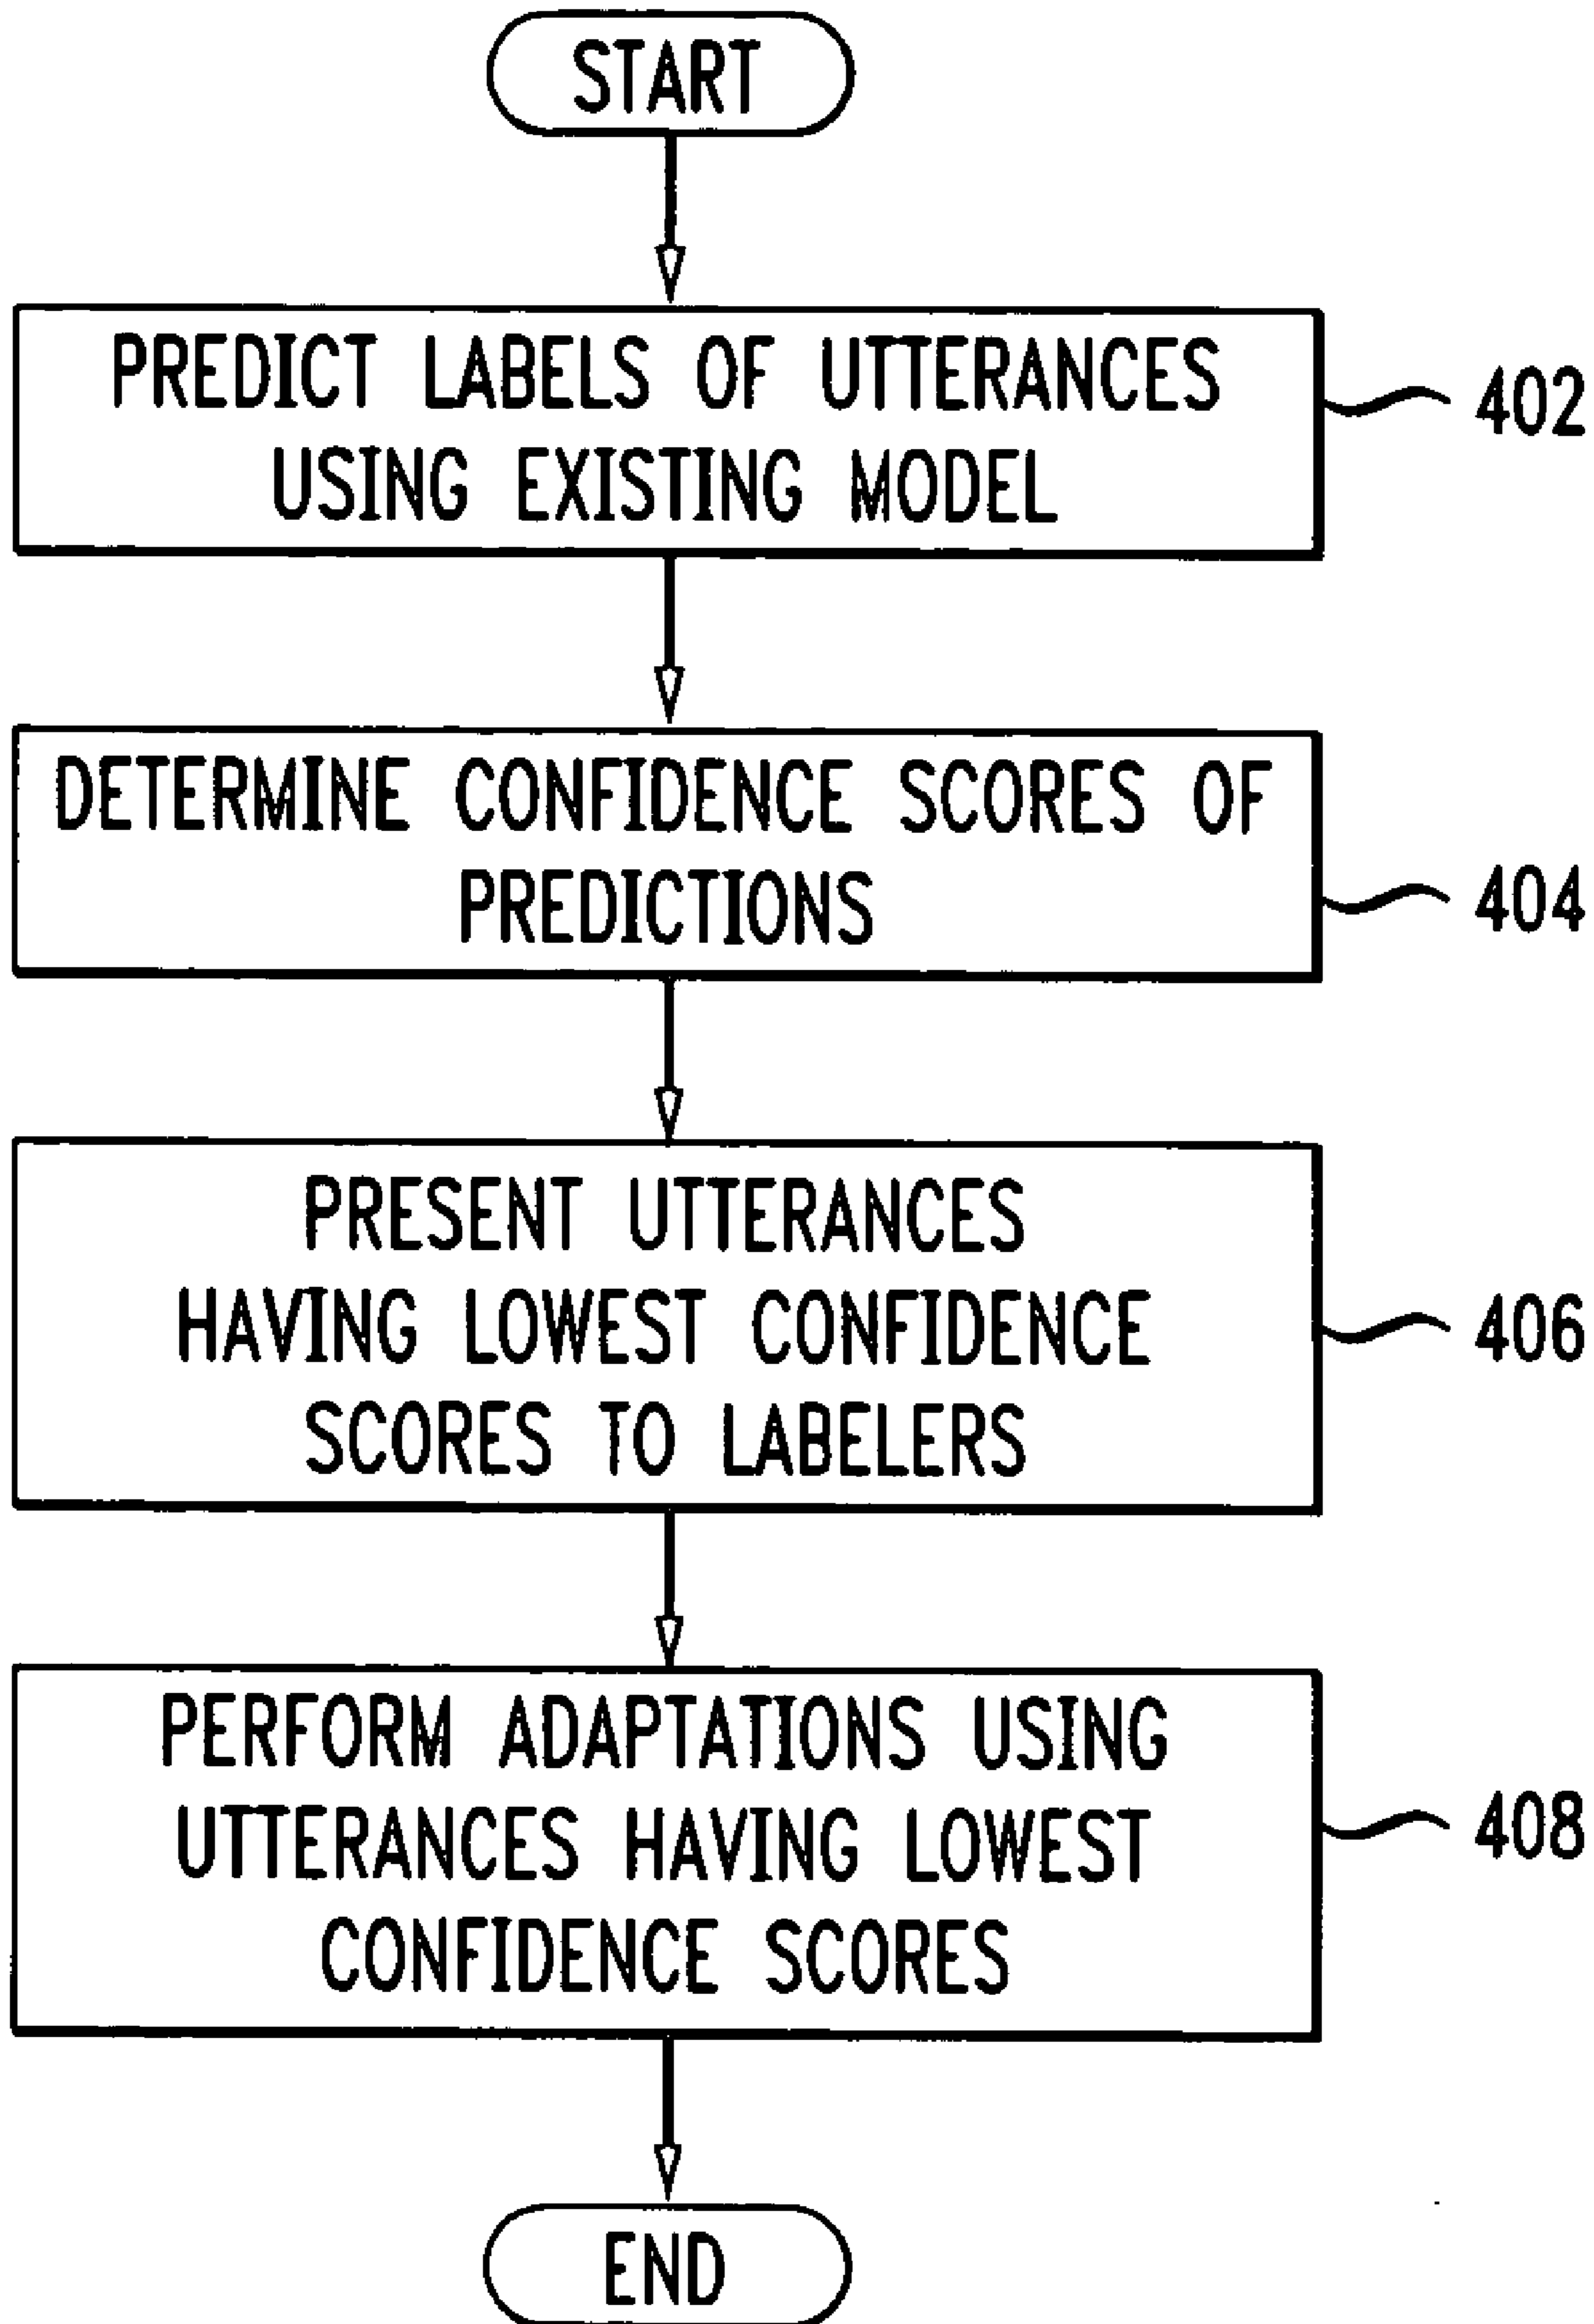 START
PREDICT LABELS OF UTTERANCES
USING EXISTING MODEL
402
DETERMINE CONFIDENCE SCORES OF
PREDICTIONS
404
PRESENT UTTERANCES
HAVING LOWEST CONFIDENCE
SCORES TO LABELERS
406
PERFORM ADAPTATIONS USING
UTTERANCES HAVING LOWEST
CONFIDENCE SCORES
408
END